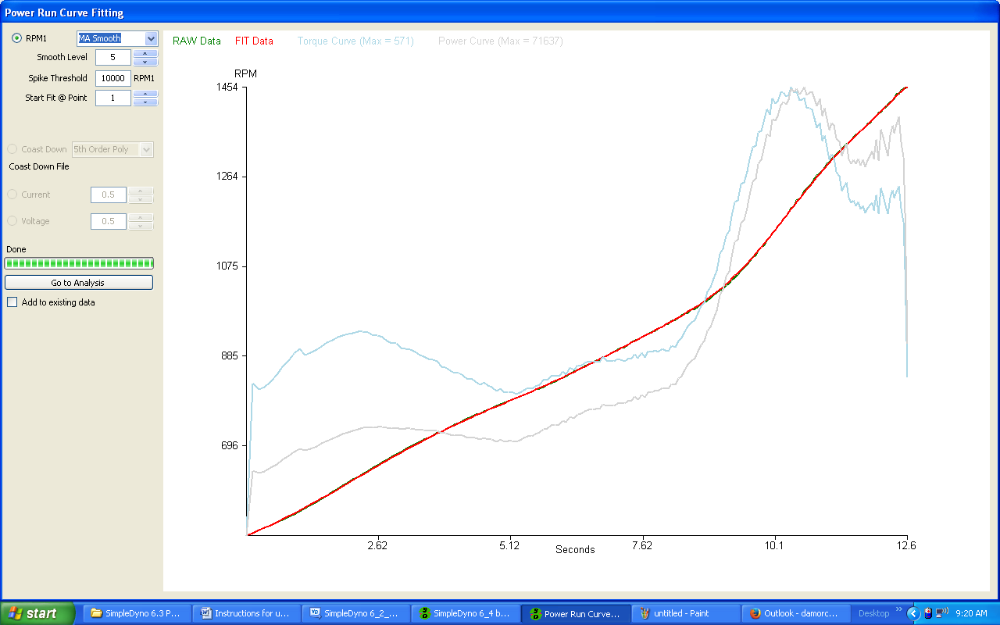 Power Run Curve Fitting
RPM1 MA Smooth
Smooth Level 5
Spike Threshold 10000 RPM1
Start Fit @ Point 1
Coast Down 5th Order Poly
Coast Down File
Current 0.5
Voltage 0.5
Done
Go to Analysis
Add to existing data
RAW Data FIT Data Torque Curve (Max = 571) Power Curve (Max = 71637)
RPM
1454
1264
1075
885
696
2.62 5.12 7.62 10.1 12.6
Seconds
start SimpleDyno 6.3 P... Instructions for u... SimpleDyno 6_2_... SimpleDyno 6_4 b... Power Run Curve... untitled - Paint Outlook - damorc... Desktop 9:20 AM